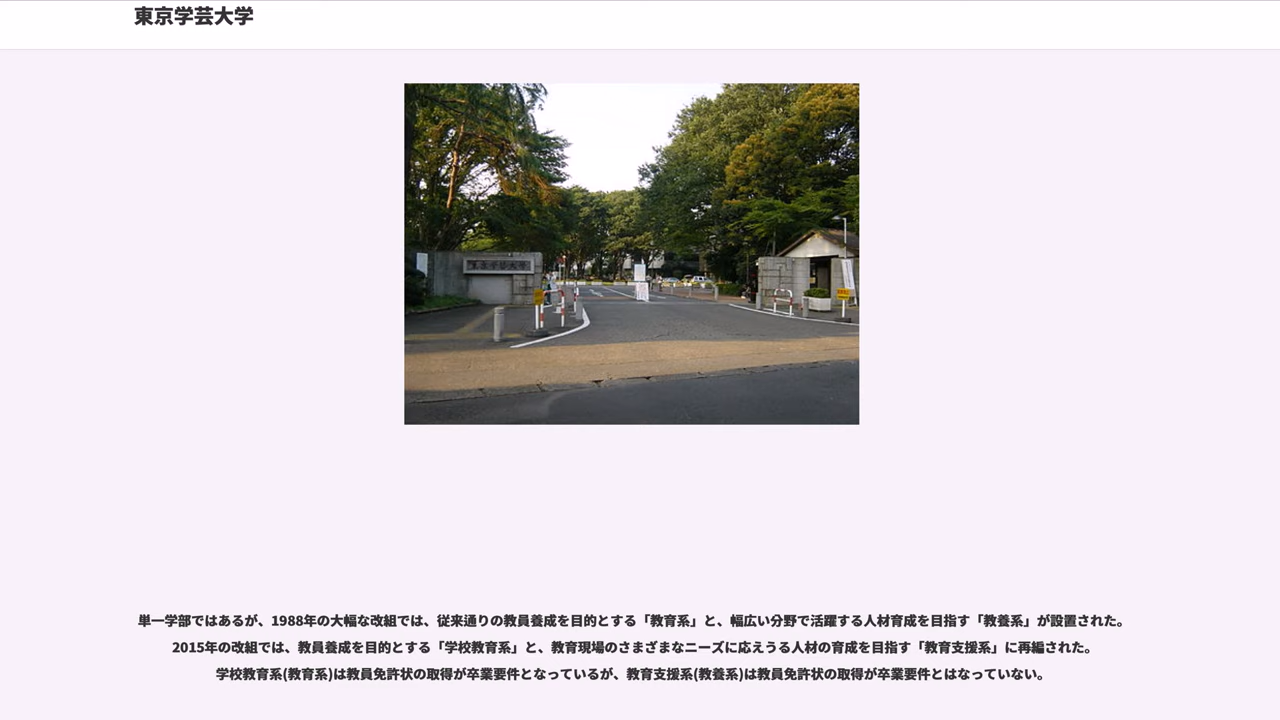 東京学芸大学
東京学芸大学
単一学部ではあるが、1988年の大幅な改組では、従来通りの教員養成を目的とする「教育系」と、幅広い分野で活躍する人材育成を目指す「教養系」が設置された。
2015年の改組では、教員養成を目的とする「学校教育系」と、教育現場のさまざまなニーズに応えうる人材の育成を目指す「教育支援系」に再編された。
学校教育系(教育系)は教員免許状の取得が卒業要件となっているが、教育支援系(教養系)は教員免許状の取得が卒業要件とはなっていない。